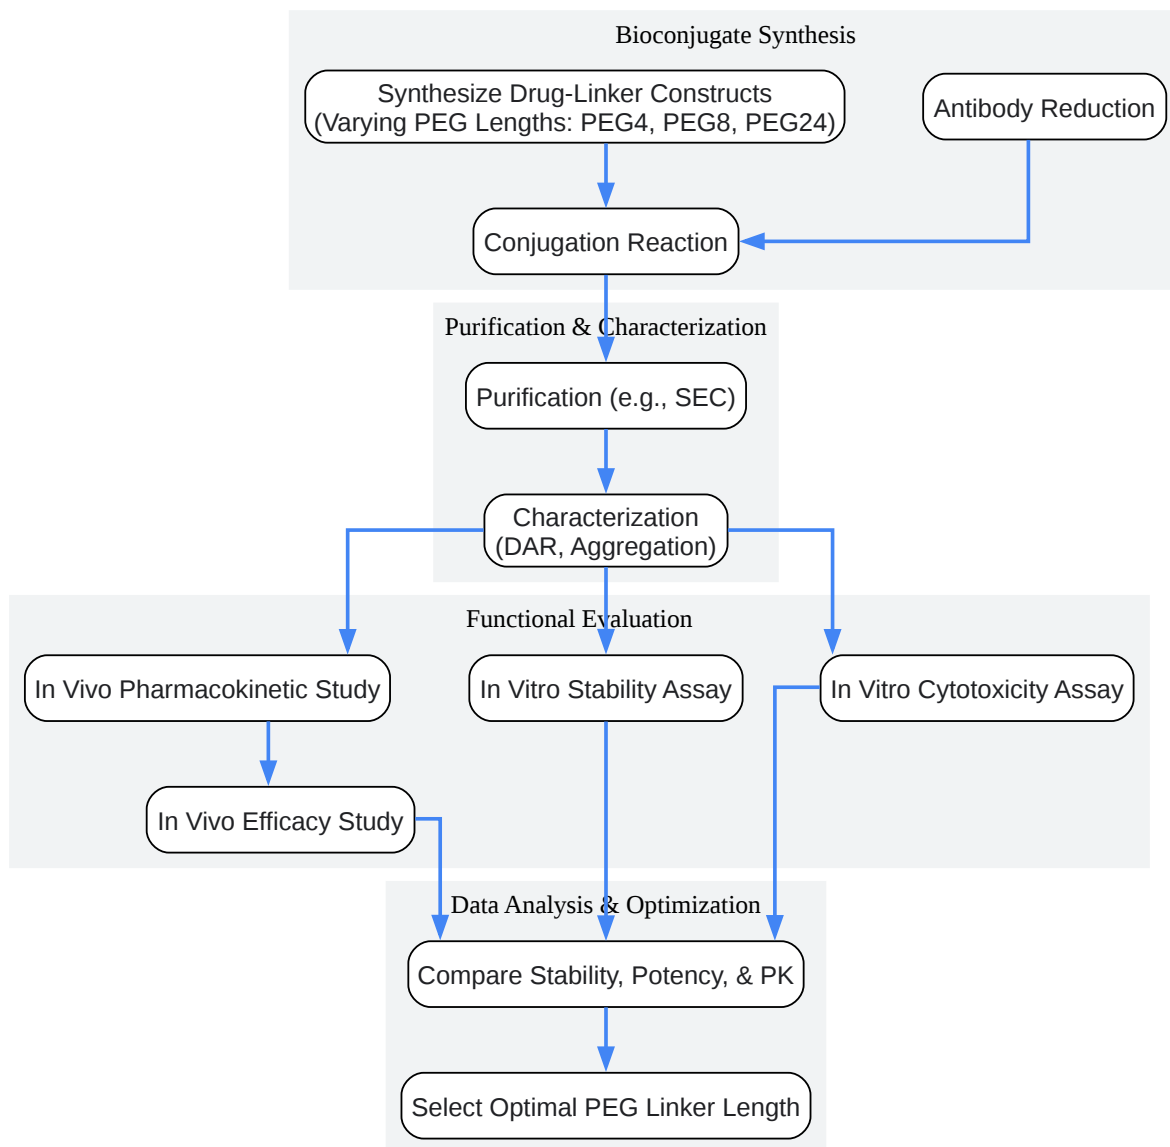 Bioconjugate Synthesis
Synthesize Drug-Linker Constructs
(Varying PEG Lengths: PEG4, PEG8, PEG24)
Antibody Reduction
Conjugation Reaction
Purification & Characterization
Purification (e.g., SEC)
Characterization
(DAR, Aggregation)
Functional Evaluation
In Vivo Pharmacokinetic Study
In Vitro Stability Assay
In Vitro Cytotoxicity Assay
In Vivo Efficacy Study
Data Analysis & Optimization
Compare Stability, Potency, & PK
Select Optimal PEG Linker Length